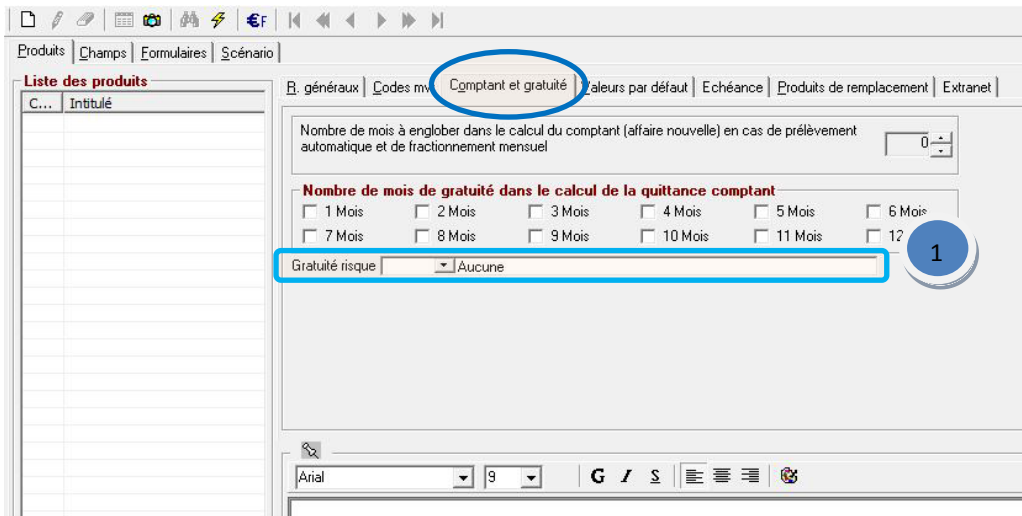 €F
Produits Champs Formulaires Scénario
Liste des produits
C... Intitulé
R. généraux Codes mv Comptant et gratuité Valeurs par défaut Echéance Produits de remplacement Extranet
Nombre de mois à englober dans le calcul du comptant (affaire nouvelle) en cas de prélèvement
automatique et de fractionnement mensuel
0
Nombre de mois de gratuité dans le calcul de la quittance comptant
1 Mois 2 Mois 3 Mois 4 Mois 5 Mois 6 Mois
7 Mois 8 Mois 9 Mois 10 Mois 11 Mois 12
1
Gratuité risque Aucune
Arial 9 G I S